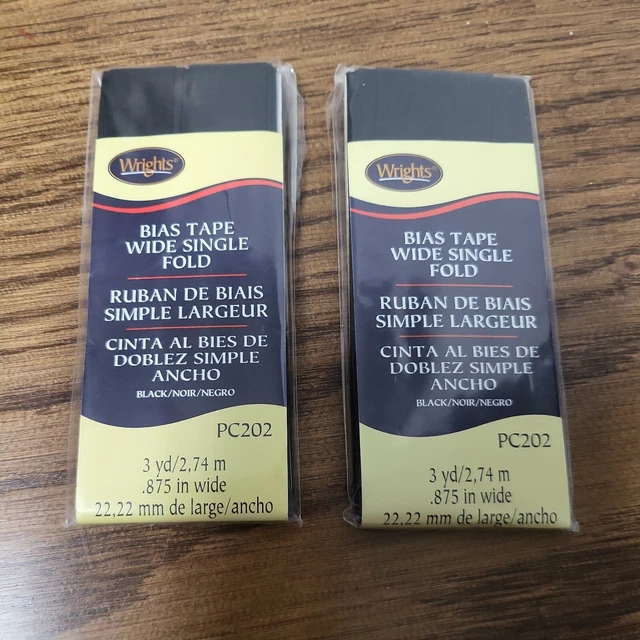 Wrights®
BIAS TAPE
WIDE SINGLE
FOLD
RUBAN DE BIAIS
SIMPLE LARGEUR
CINTA AL BIES DE
DOBLEZ SIMPLE
ANCHO
BLACK/NOIR/NEGRO
PC202
3 yd/2,74 m
.875 in wide
22,22 mm de large/ancho
Wrights®
BIAS TAPE
WIDE SINGLE
FOLD
RUBAN DE BIAIS
SIMPLE LARGEUR
CINTA AL BIES DE
DOBLEZ SIMPLE
ANCHO
BLACK/NOIR/NEGRO
PC202
3 yd/2,74 m
.875 in wide
22,22 mm de large/ancho